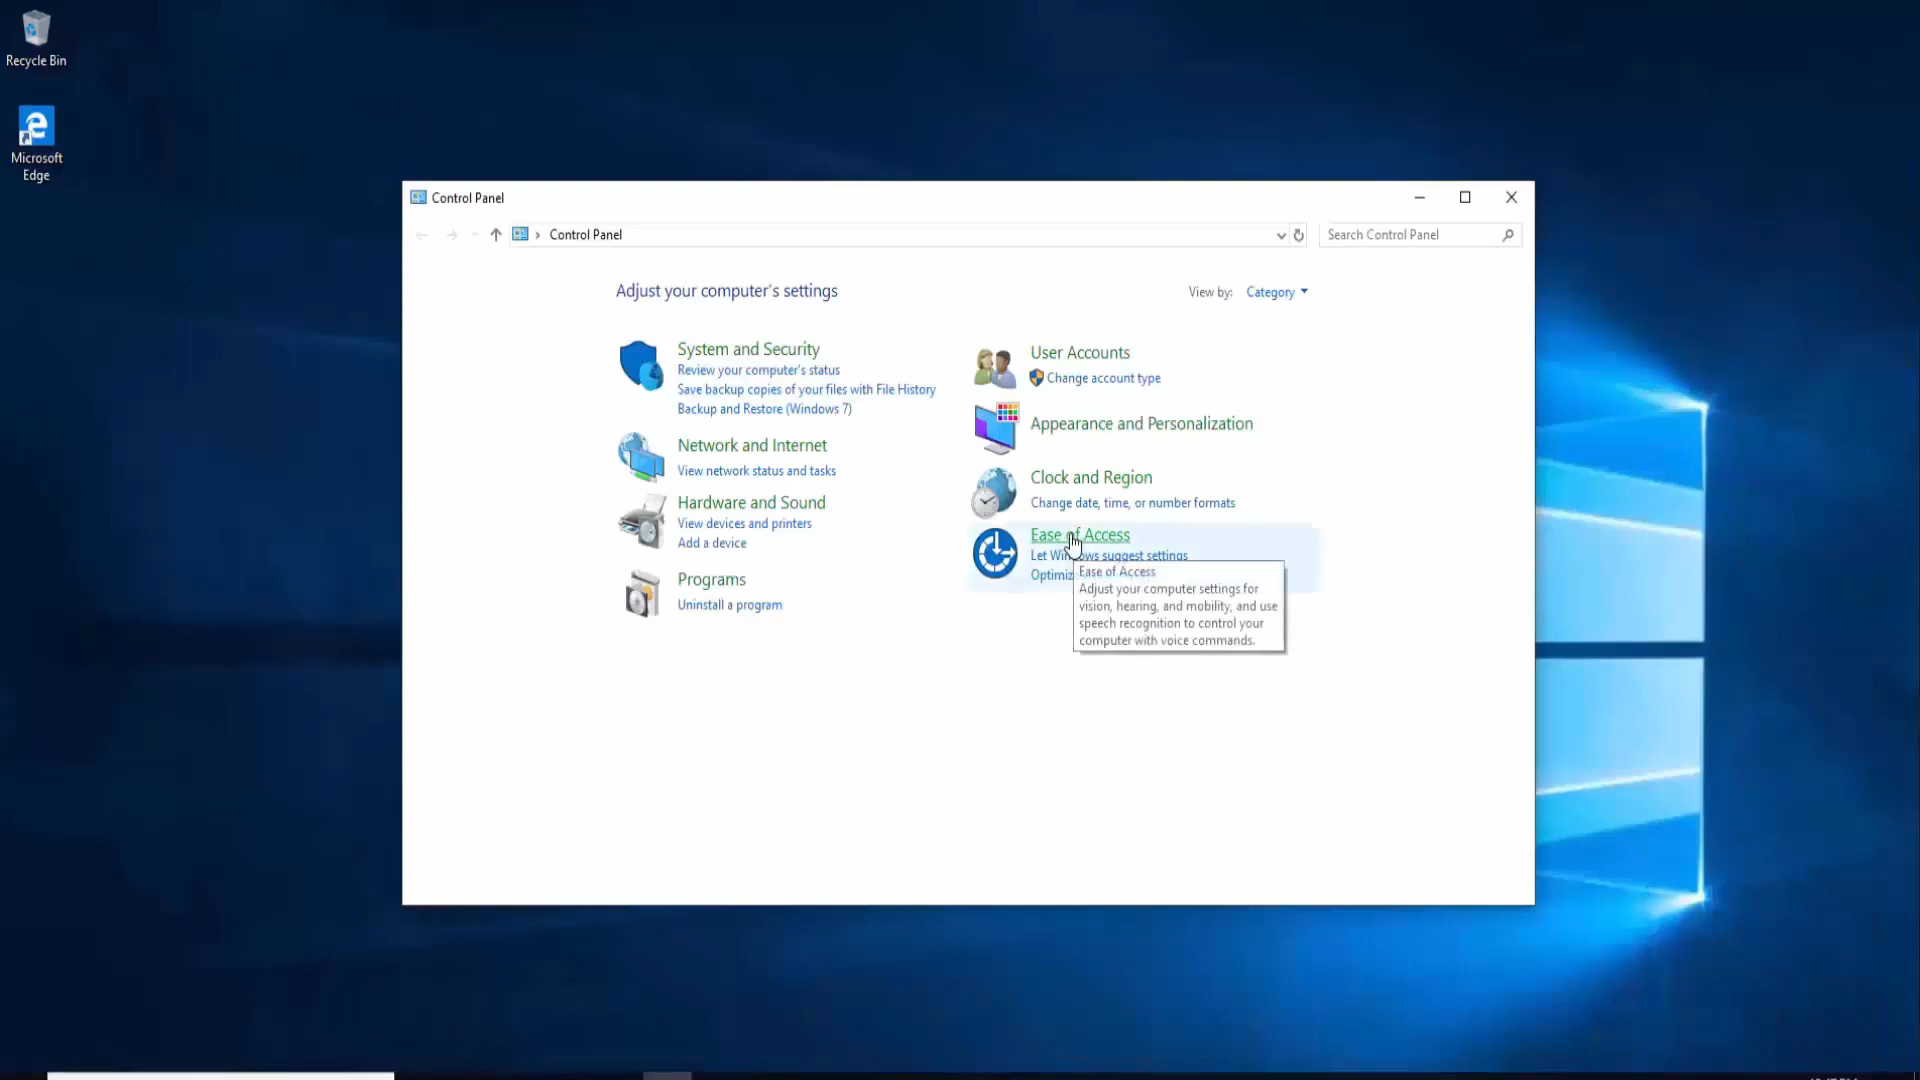 Recycle Bin
Microsoft
Edge
Control Panel
Control Panel
Search Control Panel
Adjust your computer's settings
View by: Category
System and Security
Review your computer's status
Save backup copies of your files with File History
Backup and Restore (Windows 7)
Network and Internet
View network status and tasks
Hardware and Sound
View devices and printers
Add a device
Programs
Uninstall a program
User Accounts
Change account type
Appearance and Personalization
Clock and Region
Change date, time, or number formats
Ease of Access
Let Windows suggest settings
Ease of Access
Adjust your computer settings for
vision, hearing, and mobility, and use
speech recognition to control your
computer with voice commands.